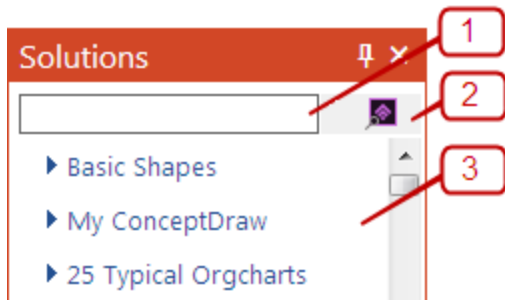 1
Solutions
2
Basic Shapes
3
My ConceptDraw
25 Typical Orgcharts